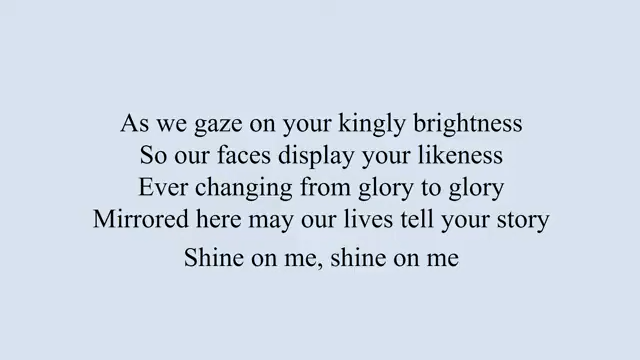 As we gaze on your kingly brightness
So our faces display your likeness
Ever changing from glory to glory
Mirrored here may our lives tell your story
Shine on me, shine on me